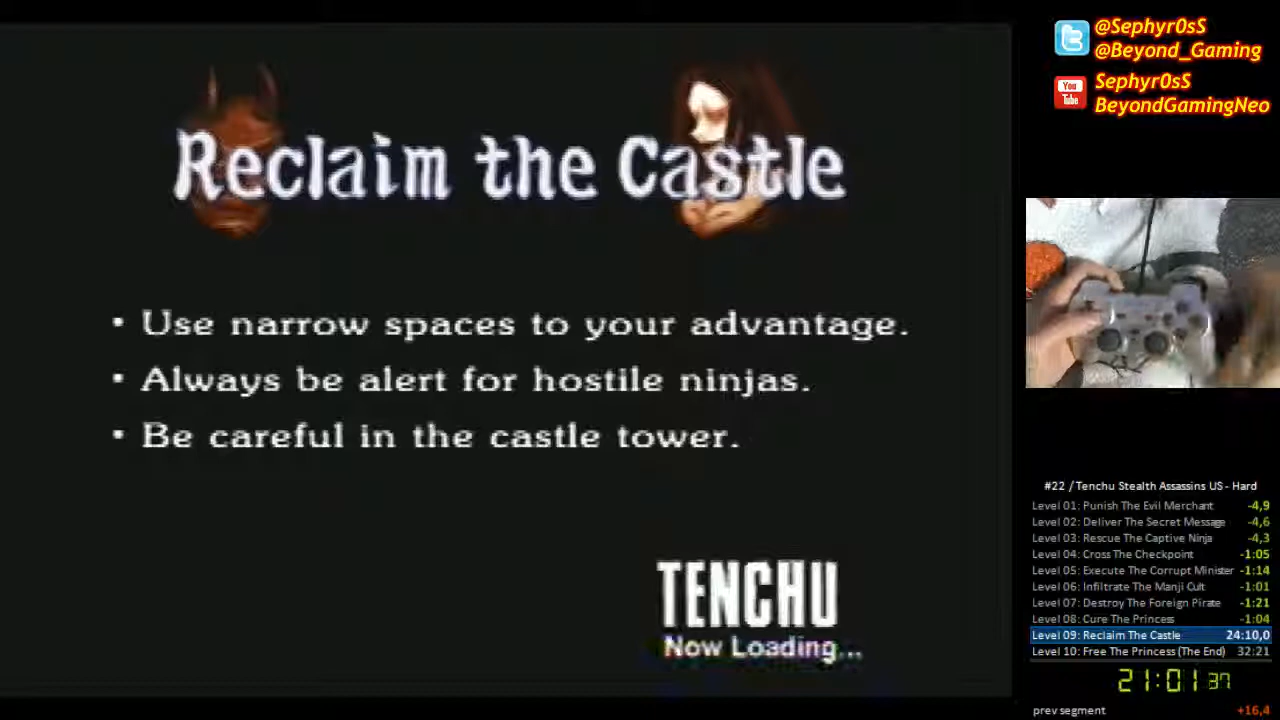 @Sephyr0sS
@Beyond_Gaming
You Tube
Sephyr0sS
BeyondGamingNeo
Reclaim the Castle
• Use narrow spaces to your advantage.
• Always be alert for hostile ninjas.
• Be careful in the castle tower.
TENCHU
Now Loading...
#22 / Tenchu Stealth Assassins US - Hard
Level 01: Punish The Evil Merchant -4,9
Level 02: Deliver The Secret Message -4,6
Level 03: Rescue The Captive Ninja -4,3
Level 04: Cross The Checkpoint -1:05
Level 05: Execute The Corrupt Minister -1:14
Level 06: Infiltrate The Manji Cult -1:01
Level 07: Destroy The Foreign Pirate -1:21
Level 08: Cure The Princess -1:04
Level 09: Reclaim The Castle 24:10,0
Level 10: Free The Princess (The End) 32:21
21:01 37
prev segment +16,4